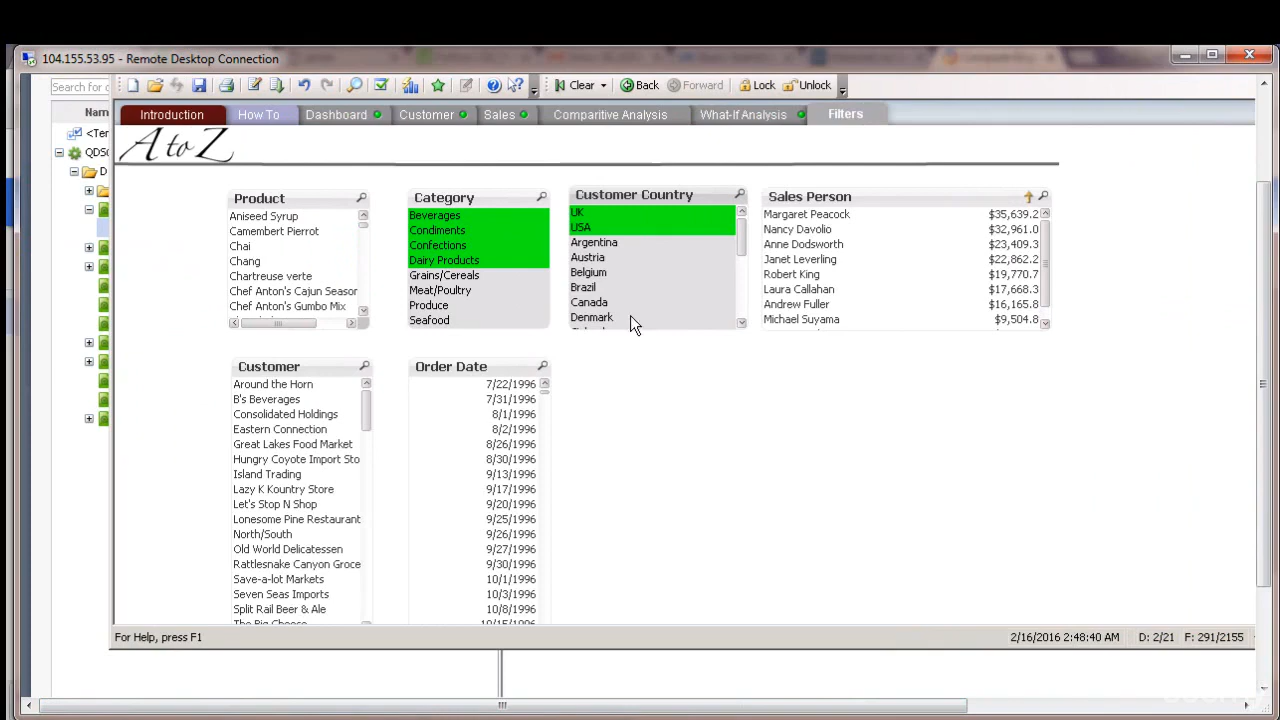 104.155.53.95 - Remote Desktop Connection
Search for
Clear Back Forward Lock Unlock
Nam
Introduction How To Dashboard Customer Sales Comparitive Analysis What-If Analysis Filters
<Ter
A to Z
QDS
D
Product
Aniseed Syrup
Camembert Pierrot
Chai
Chang
Chartreuse verte
Chef Anton's Cajun Season
Chef Anton's Gumbo Mix
Category
Beverages
Condiments
Confections
Dairy Products
Grains/Cereals
Meat/Poultry
Produce
Seafood
Customer Country
UK
USA
Argentina
Austria
Belgium
Brazil
Canada
Denmark
Sales Person
Margaret Peacock $35,639.2
Nancy Davolio $32,961.0
Anne Dodsworth $23,409.3
Janet Leverling $22,862.2
Robert King $19,770.7
Laura Callahan $17,668.3
Andrew Fuller $16,165.8
Michael Suyama $9,504.8
Customer
Around the Horn
B's Beverages
Consolidated Holdings
Eastern Connection
Great Lakes Food Market
Hungry Coyote Import Sto
Island Trading
Lazy K Kountry Store
Let's Stop N Shop
Lonesome Pine Restaurant
North/South
Old World Delicatessen
Rattlesnake Canyon Groce
Save-a-lot Markets
Seven Seas Imports
Split Rail Beer & Ale
The Big Cheese
Order Date
7/22/1996
7/31/1996
8/1/1996
8/2/1996
8/26/1996
8/30/1996
9/13/1996
9/17/1996
9/20/1996
9/25/1996
9/26/1996
9/27/1996
9/30/1996
10/1/1996
10/3/1996
10/8/1996
10/15/1996
For Help, press F1 2/16/2016 2:48:40 AM D: 2/21 F: 291/2155